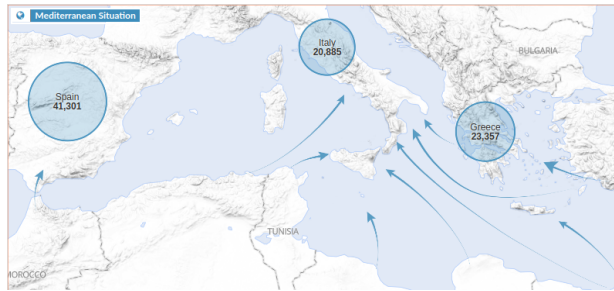 Mediterranean Situation
Italy
20,885
BULGARIA
Spain
41,301
Greece
23,357
TUNISIA
MOROCCO